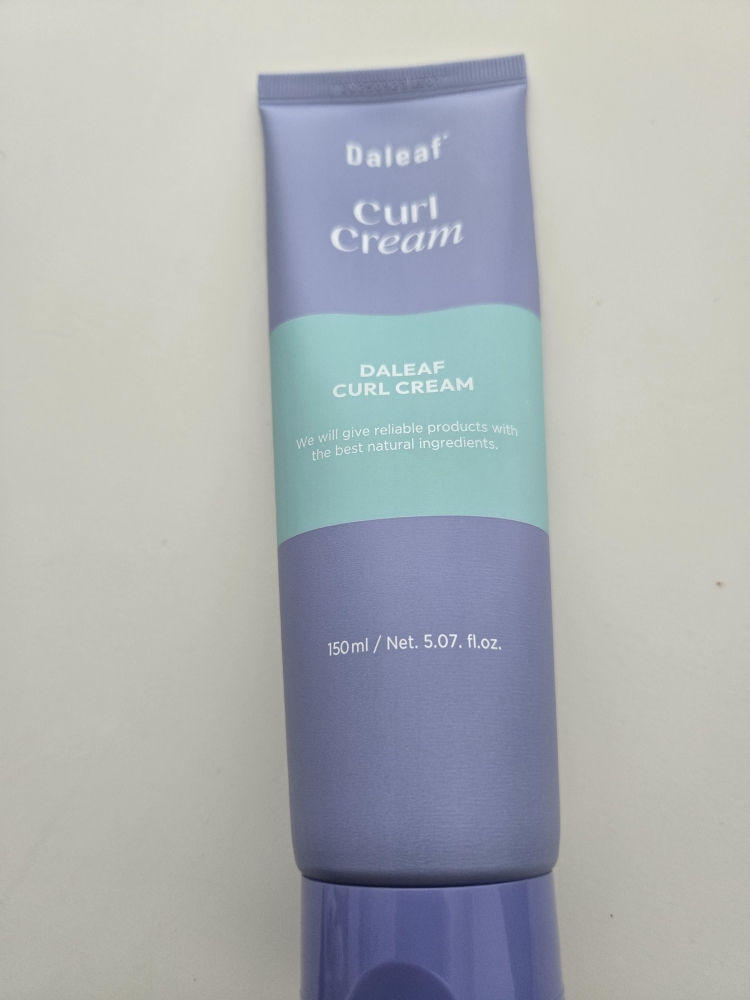 Daleaf
Curl
Cream
DALEAF
CURL CREAM
We will give reliable products with
the best natural ingredients.
150ml / Net. 5.07. fl.oz.